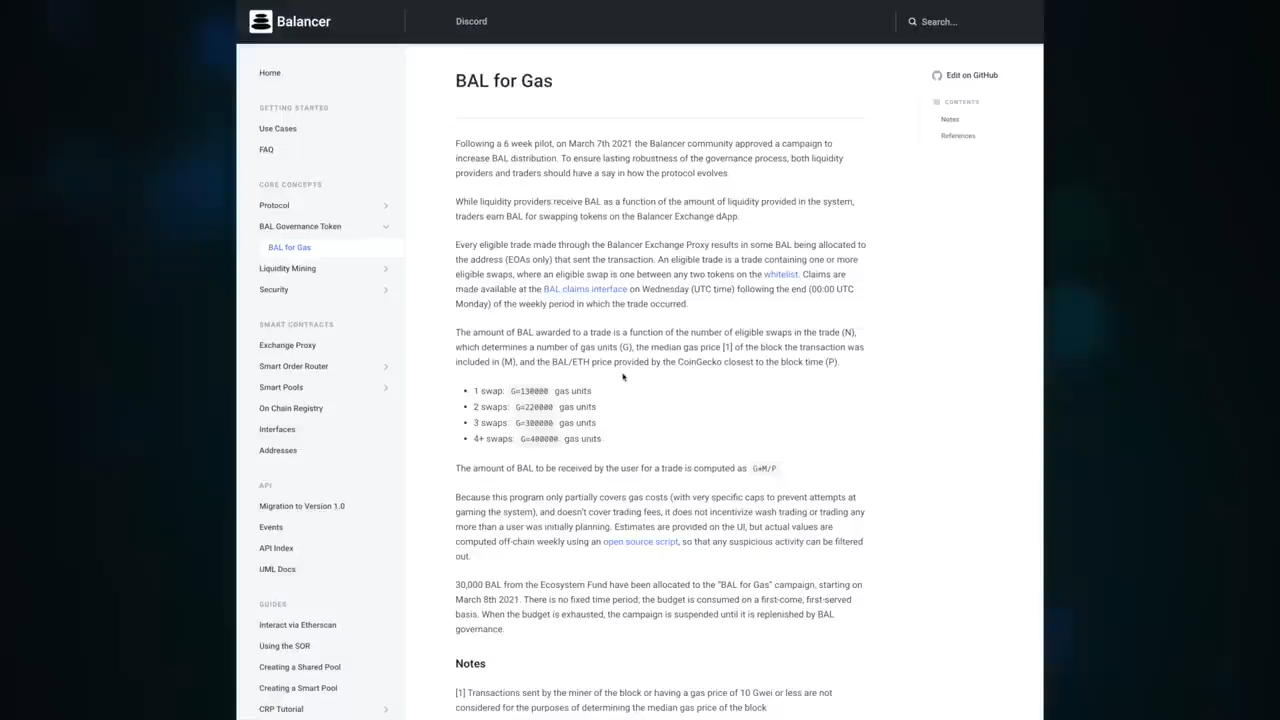 Balancer
Discord
Search...
Home
GETTING STARTED
Use Cases
FAQ
CORE CONCEPTS
Protocol
BAL Governance Token
BAL for Gas
Liquidity Mining
Security
SMART CONTRACTS
Exchange Proxy
Smart Order Router
Smart Pools
On Chain Registry
Interfaces
Addresses
API
Migration to Version 1.0
Events
API Index
UML Docs
GUIDES
Interact via Etherscan
Using the SOR
Creating a Shared Pool
Creating a Smart Pool
CRP Tutorial
BAL for Gas
Following a 6 week pilot, on March 7th 2021 the Balancer community approved a campaign to
increase BAL distribution. To ensure lasting robustness of the governance process, both liquidity
providers and traders should have a say in how the protocol evolves.
While liquidity providers receive BAL as a function of the amount of liquidity provided in the system,
traders earn BAL for swapping tokens on the Balancer Exchange dApp.
Every eligible trade made through the Balancer Exchange Proxy results in some BAL being allocated to
the address (EOAs only) that sent the transaction. An eligible trade is a trade containing one or more
eligible swaps, where an eligible swap is one between any two tokens on the whitelist. Claims are
made available at the BAL claims interface on Wednesday (UTC time) following the end (00:00 UTC
Monday) of the weekly period in which the trade occurred.
The amount of BAL awarded to a trade is a function of the number of eligible swaps in the trade (N),
which determines a number of gas units (G), the median gas price [1] of the block the transaction was
included in (M), and the BAL/ETH price provided by the CoinGecko closest to the block time (P).
• 1 swap: G=130000 gas units
• 2 swaps: G=220000 gas units
• 3 swaps: G=300000 gas units
• 4+ swaps: G=400000 gas units
The amount of BAL to be received by the user for a trade is computed as G*M/P
Because this program only partially covers gas costs (with very specific caps to prevent attempts at
gaming the system), and doesn't cover trading fees, it does not incentivize wash trading or trading any
more than a user was initially planning. Estimates are provided on the UI, but actual values are
computed off-chain weekly using an open source script, so that any suspicious activity can be filtered
out.
30,000 BAL from the Ecosystem Fund have been allocated to the "BAL for Gas" campaign, starting on
March 8th 2021. There is no fixed time period, the budget is consumed on a first-come, first-served
basis. When the budget is exhausted, the campaign is suspended until it is replenished by BAL
governance.
Notes
[1] Transactions sent by the miner of the block or having a gas price of 10 Gwei or less are not
considered for the purposes of determining the median gas price of the block
Edit on GitHub
CONTENTS
Notes
References